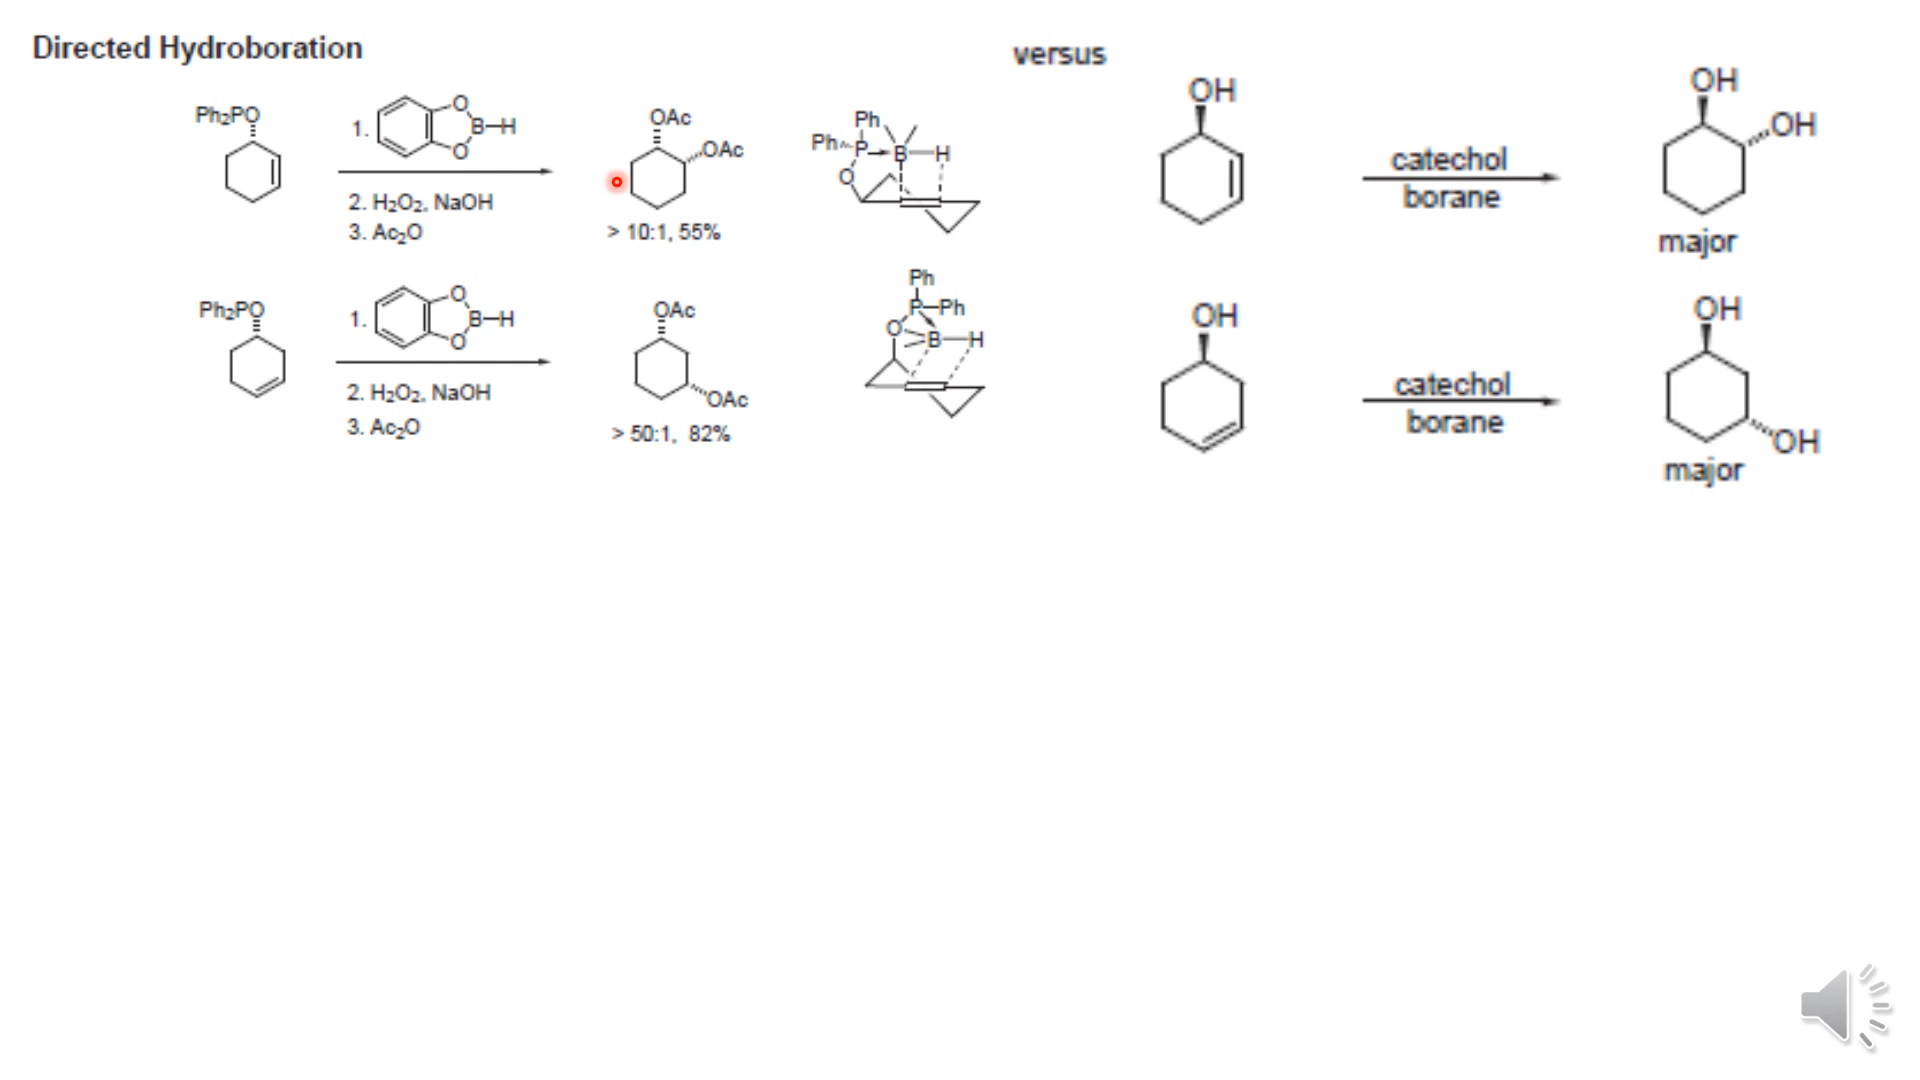 Directed Hydroboration
versus
Ph₂PO
1.
O
B—H
O
2. H₂O₂, NaOH
3. Ac₂O
OAc
OAc
> 10:1, 55%
Ph
Ph
P
B
H
O
OH
catechol
borane
OH
OH
major
Ph₂PO
1.
O
B—H
O
2. H₂O₂, NaOH
3. Ac₂O
OAc
OAc
> 50:1, 82%
Ph
P—Ph
O
B—H
OH
catechol
borane
OH
OH
major